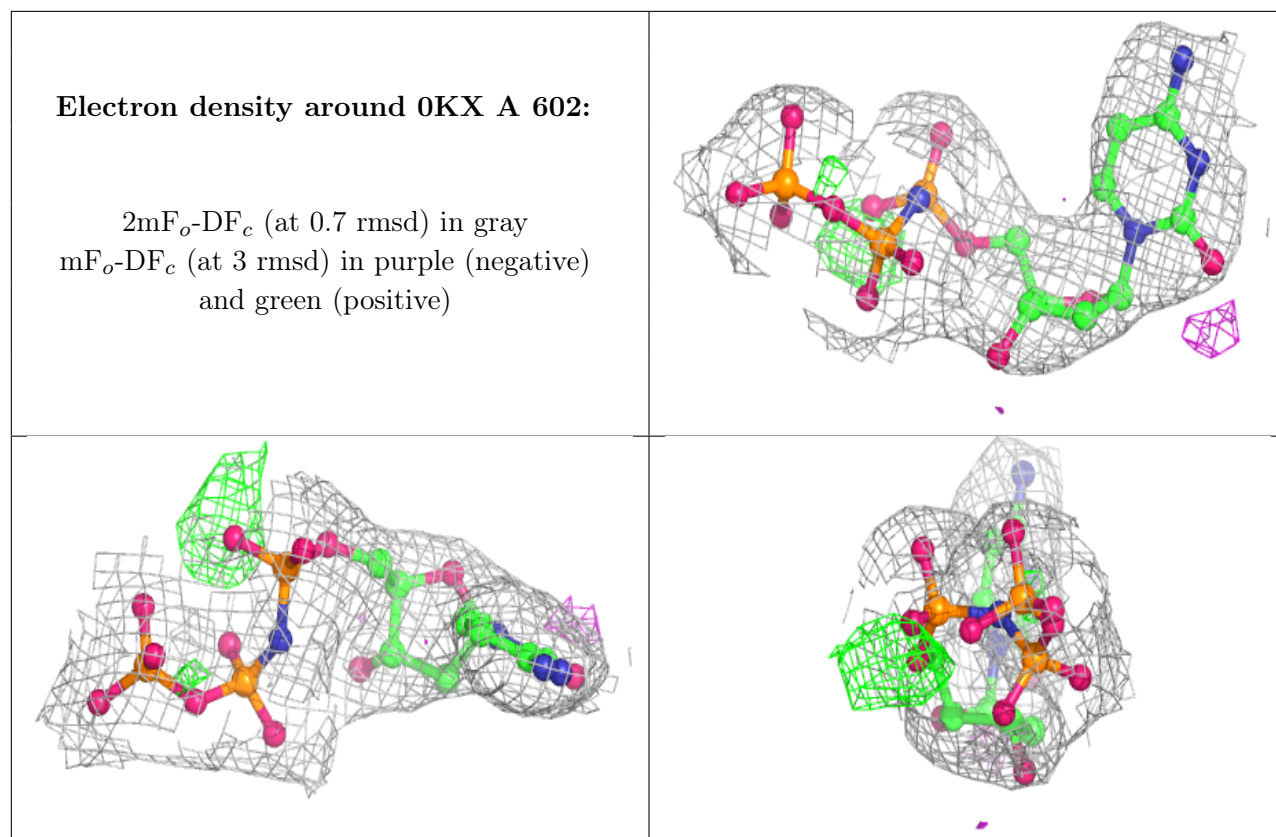 Electron density around 0KX A 602:
2mFₒ-DF𝒸 (at 0.7 rmsd) in gray
mFₒ-DF𝒸 (at 3 rmsd) in purple (negative)
and green (positive)